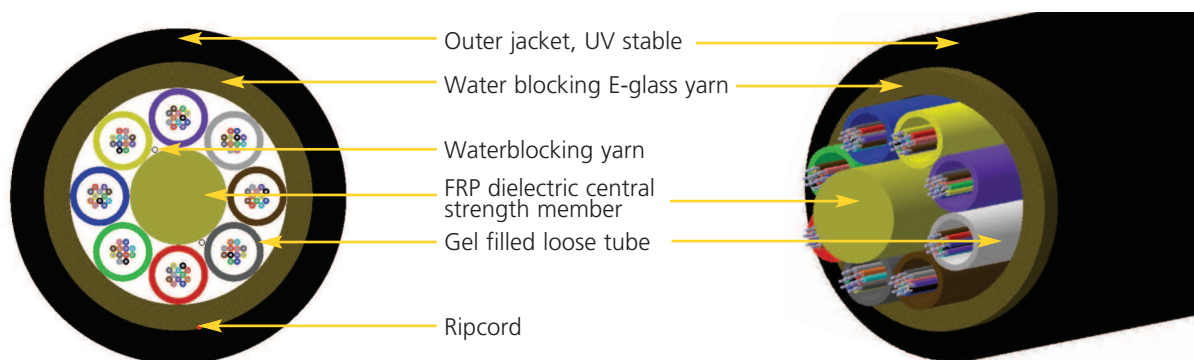 Outer jacket, UV stable
Water blocking E-glass yarn
Waterblocking yarn
FRP dielectric central
strength member
Gel filled loose tube
Ripcord